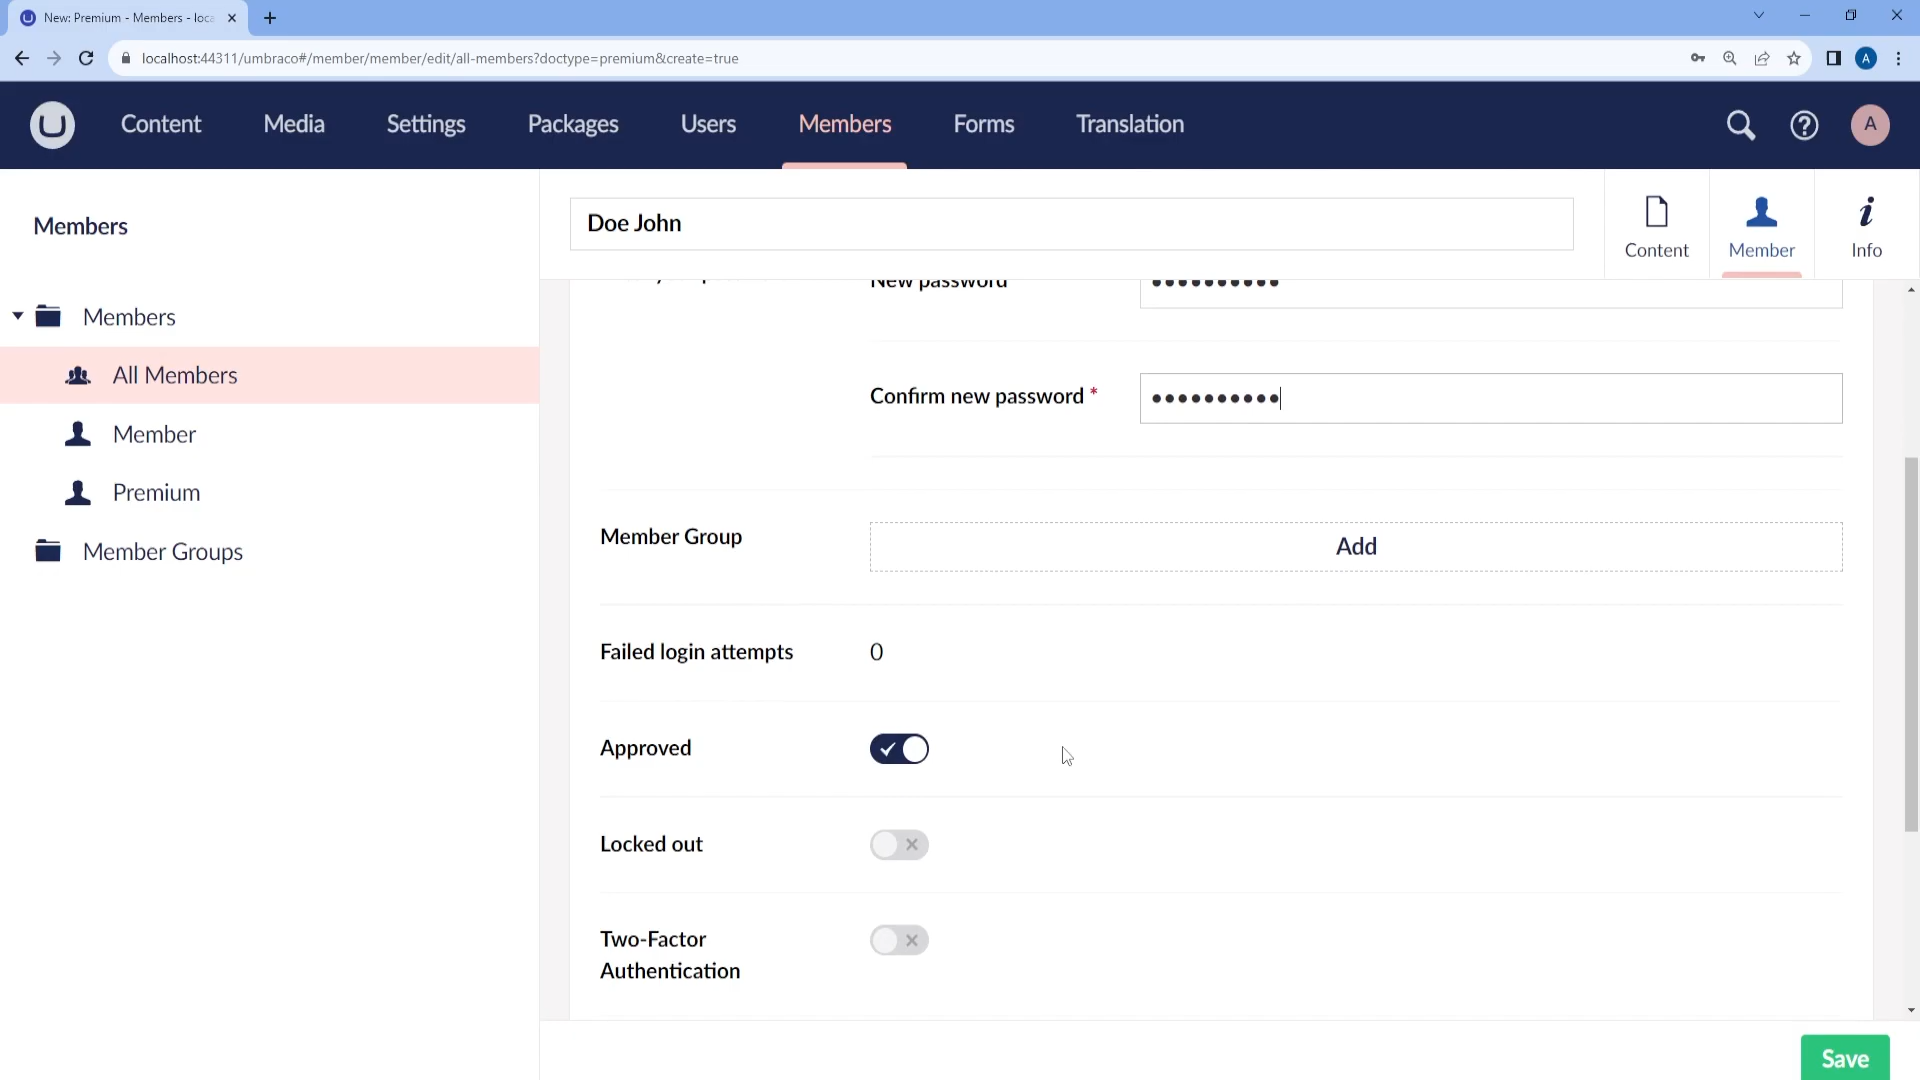 New: Premium - Members - loca
localhost:44311/umbraco#/member/member/edit/all-members?doctype=premium&create=true
A
Content Media Settings Packages Users Members Forms Translation
A
Members
Doe John
Content Member Info
Members
All Members
Member
Premium
Member Groups
New password
Confirm new password *
Member Group
Add
Failed login attempts
0
Approved
Locked out
Two-Factor
Authentication
Save